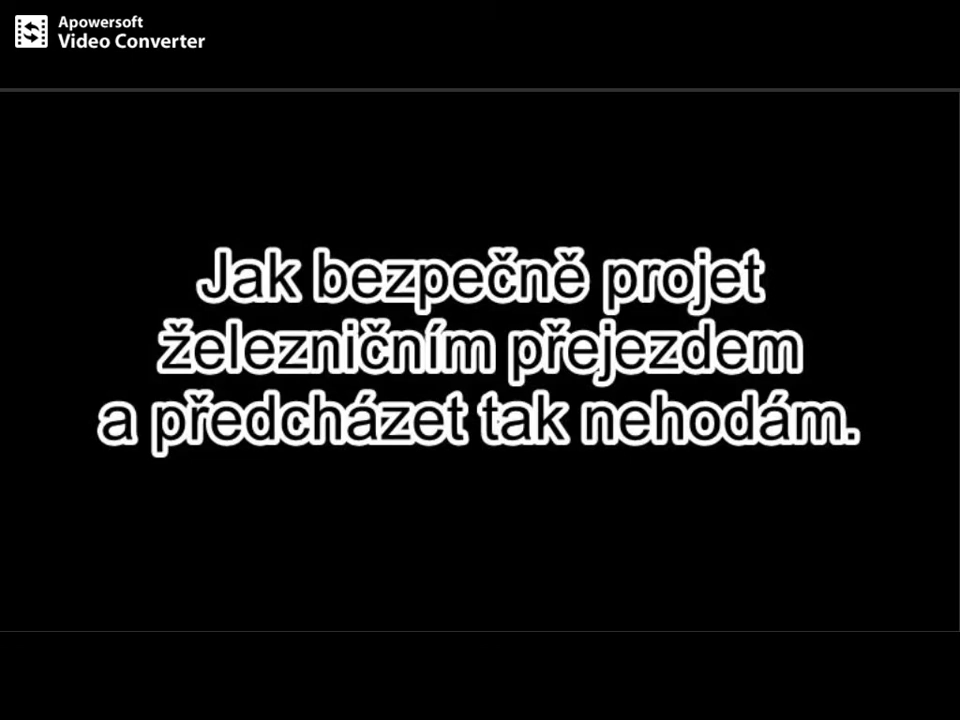 Apowersoft
Video Converter
Jak bezpečně projet
železničním přejezdem
a předcházet tak nehodám.